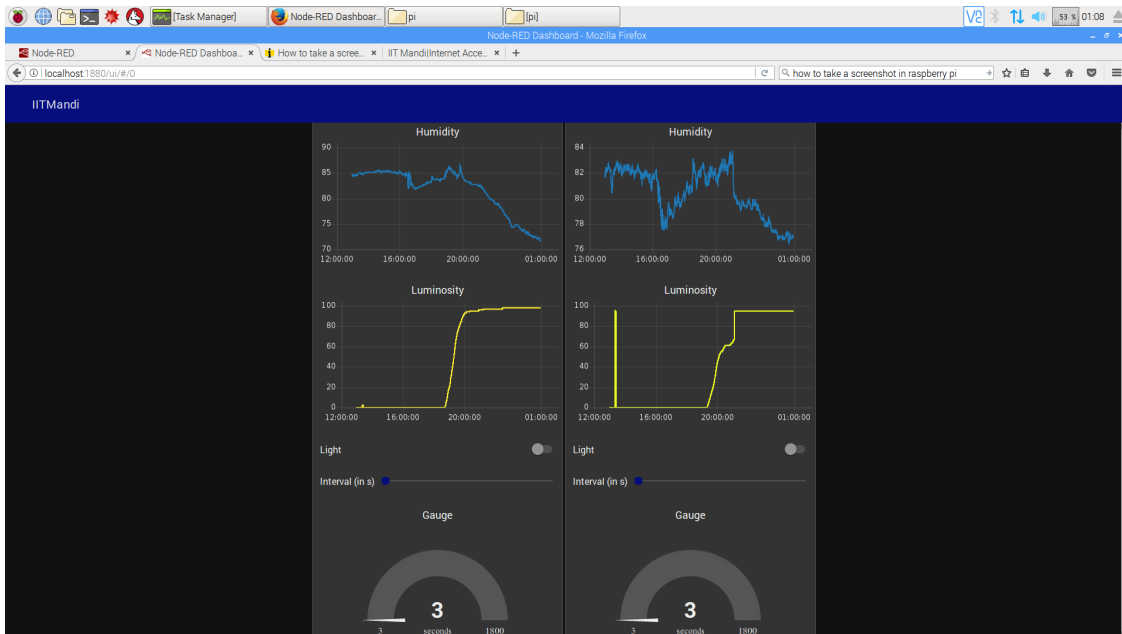 [Task Manager]
Node-RED Dashboar...
pi
[pi]
V2
53 %
01:08
Node-RED Dashboard - Mozilla Firefox
Node-RED
Node-RED Dashboa...
How to take a scree...
IIT Mandi|Internet Acce...
localhost:1880/ui/#/0
how to take a screenshot in raspberry pi
IITMandi
Humidity
90
85
80
75
70
12:00:00 16:00:00 20:00:00 01:00:00
Luminosity
100
80
60
40
20
0
12:00:00 16:00:00 20:00:00 01:00:00
Light
Interval (in s)
Gauge
3
3 seconds 1800
Humidity
84
82
80
78
76
12:00:00 16:00:00 20:00:00 01:00:00
Luminosity
100
80
60
40
20
0
12:00:00 16:00:00 20:00:00 01:00:00
Light
Interval (in s)
Gauge
3
3 seconds 1800